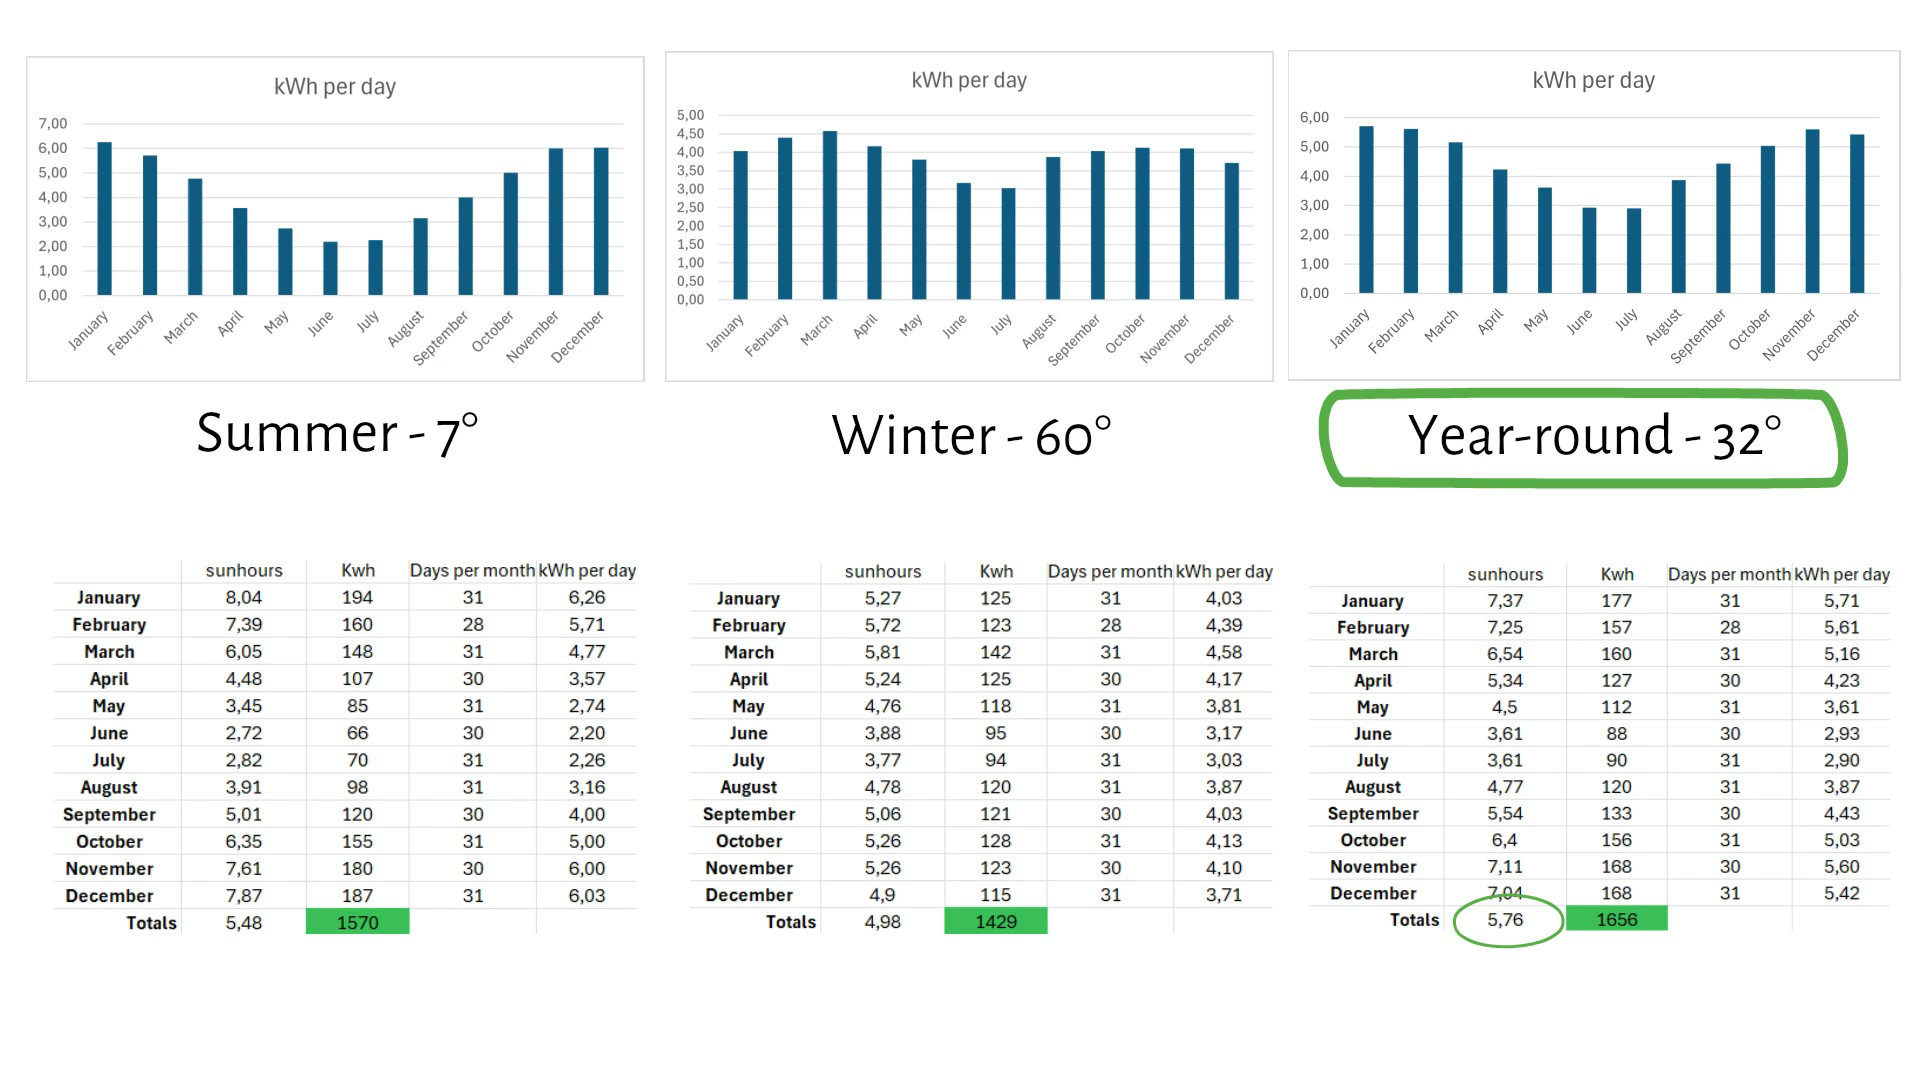 kWh per day
7,00
6,00
5,00
4,00
3,00
2,00
1,00
0,00
January February March April May June July August September October November December
kWh per day
5,00
4,50
4,00
3,50
3,00
2,50
2,00
1,50
1,00
0,50
0,00
January February March April May June July August September October November December
kWh per day
6,00
5,00
4,00
3,00
2,00
1,00
0,00
January February March April May June July August September October November December
Summer - 7°
Winter - 60°
Year-round - 32°
sunhours Kwh Days per month kWh per day
January 8,04 194 31 6,26
February 7,39 160 28 5,71
March 6,05 148 31 4,77
April 4,48 107 30 3,57
May 3,45 85 31 2,74
June 2,72 66 30 2,20
July 2,82 70 31 2,26
August 3,91 98 31 3,16
September 5,01 120 30 4,00
October 6,35 155 31 5,00
November 7,61 180 30 6,00
December 7,87 187 31 6,03
Totals 5,48 1570
sunhours Kwh Days per month kWh per day
January 5,27 125 31 4,03
February 5,72 123 28 4,39
March 5,81 142 31 4,58
April 5,24 125 30 4,17
May 4,76 118 31 3,81
June 3,88 95 30 3,17
July 3,77 94 31 3,03
August 4,78 120 31 3,87
September 5,06 121 30 4,03
October 5,26 128 31 4,13
November 5,26 123 30 4,10
December 4,9 115 31 3,71
Totals 4,98 1429
sunhours Kwh Days per month kWh per day
January 7,37 177 31 5,71
February 7,25 157 28 5,61
March 6,54 160 31 5,16
April 5,34 127 30 4,23
May 4,5 112 31 3,61
June 3,61 88 30 2,93
July 3,61 90 31 2,90
August 4,77 120 31 3,87
September 5,54 133 30 4,43
October 6,4 156 31 5,03
November 7,11 168 30 5,60
December 7,04 168 31 5,42
Totals 5,76 1656